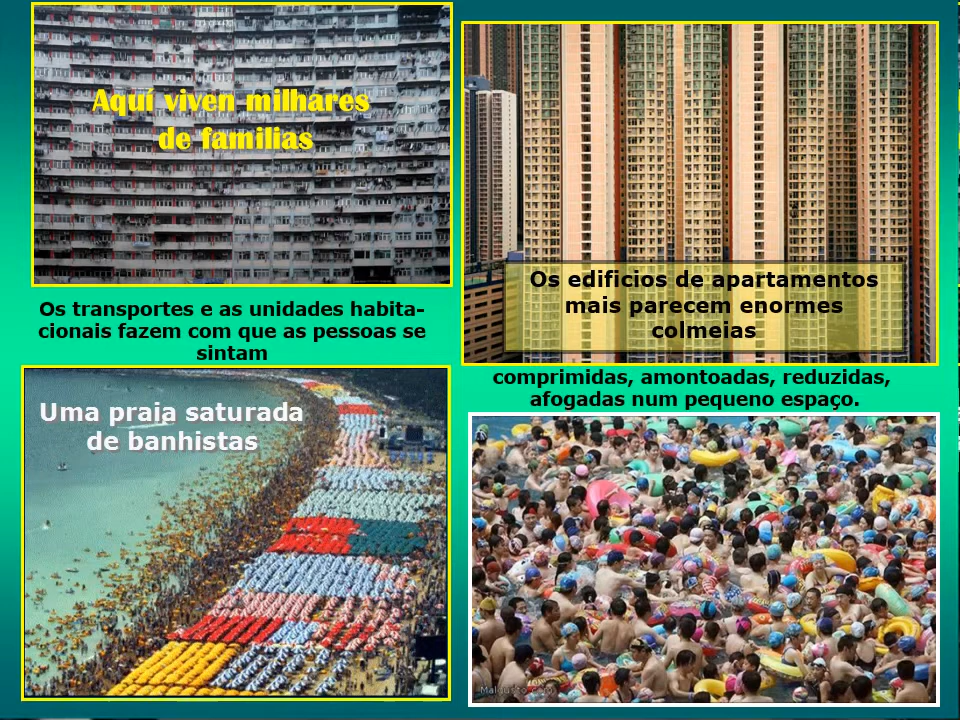 Aquí viven milhares
de familias
Os edificios de apartamentos
mais parecem enormes
colmeias
Os transportes e as unidades habita-
cionais fazem com que as pessoas se
sintam
comprimidas, amontoadas, reduzidas,
afogadas num pequeno espaço.
Uma praia saturada
de banhistas